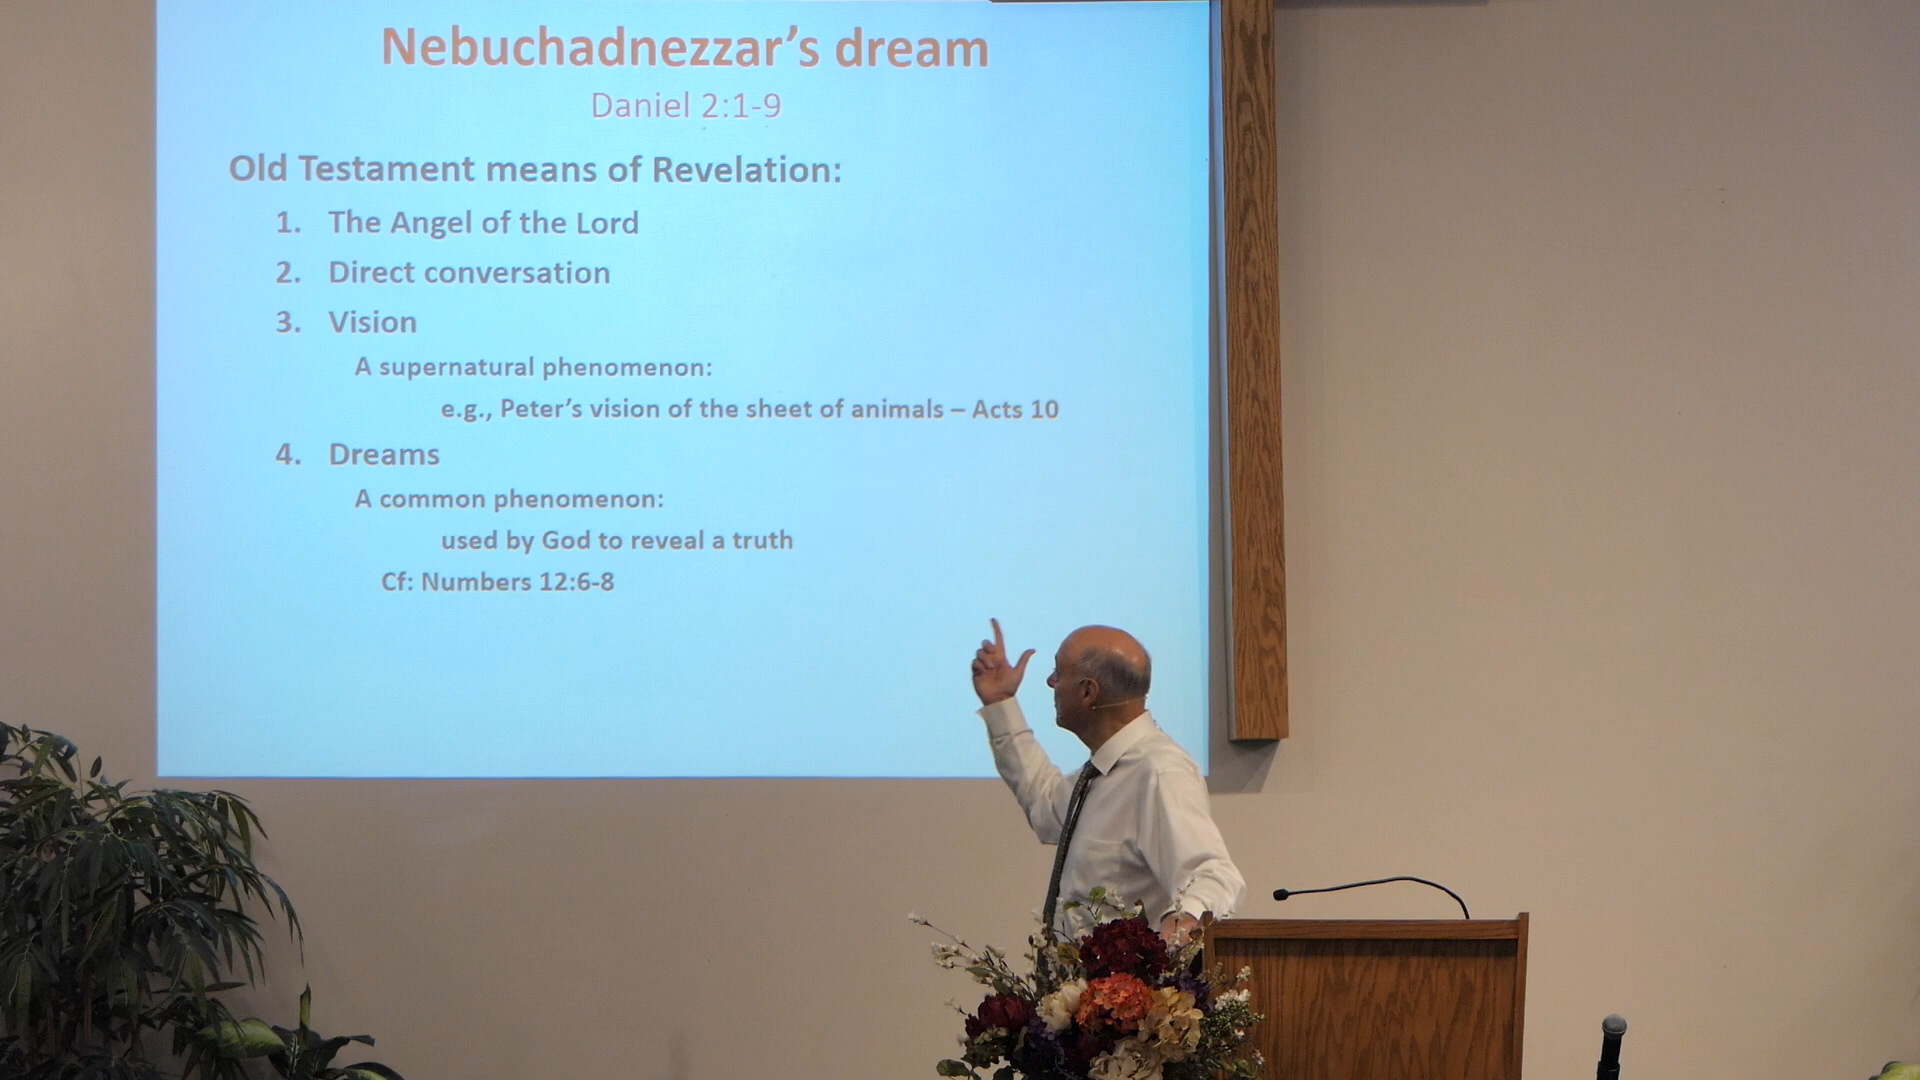 Nebuchadnezzar’s dream
Daniel 2:1-9
Old Testament means of Revelation:
1. The Angel of the Lord
2. Direct conversation
3. Vision
A supernatural phenomenon:
e.g., Peter’s vision of the sheet of animals – Acts 10
4. Dreams
A common phenomenon:
used by God to reveal a truth
Cf: Numbers 12:6-8